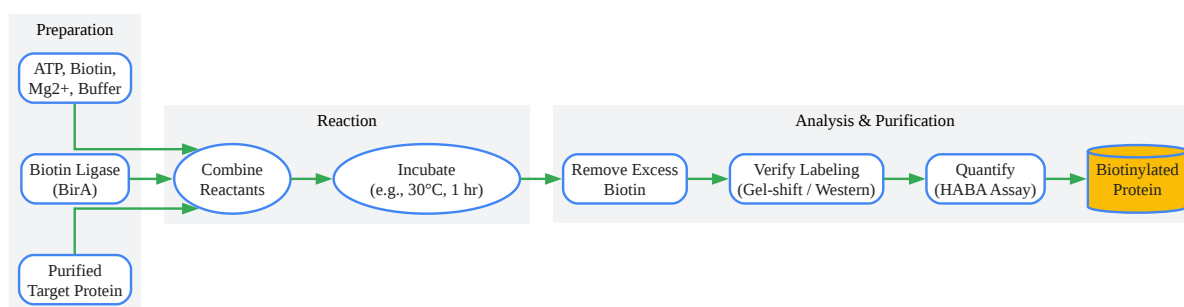 Preparation
ATP, Biotin,
Mg2+, Buffer
Biotin Ligase
(BirA)
Purified
Target Protein
Reaction
Combine
Reactants
Incubate
(e.g., 30°C, 1 hr)
Analysis & Purification
Remove Excess
Biotin
Verify Labeling
(Gel-shift / Western)
Quantify
(HABA Assay)
Biotinylated
Protein